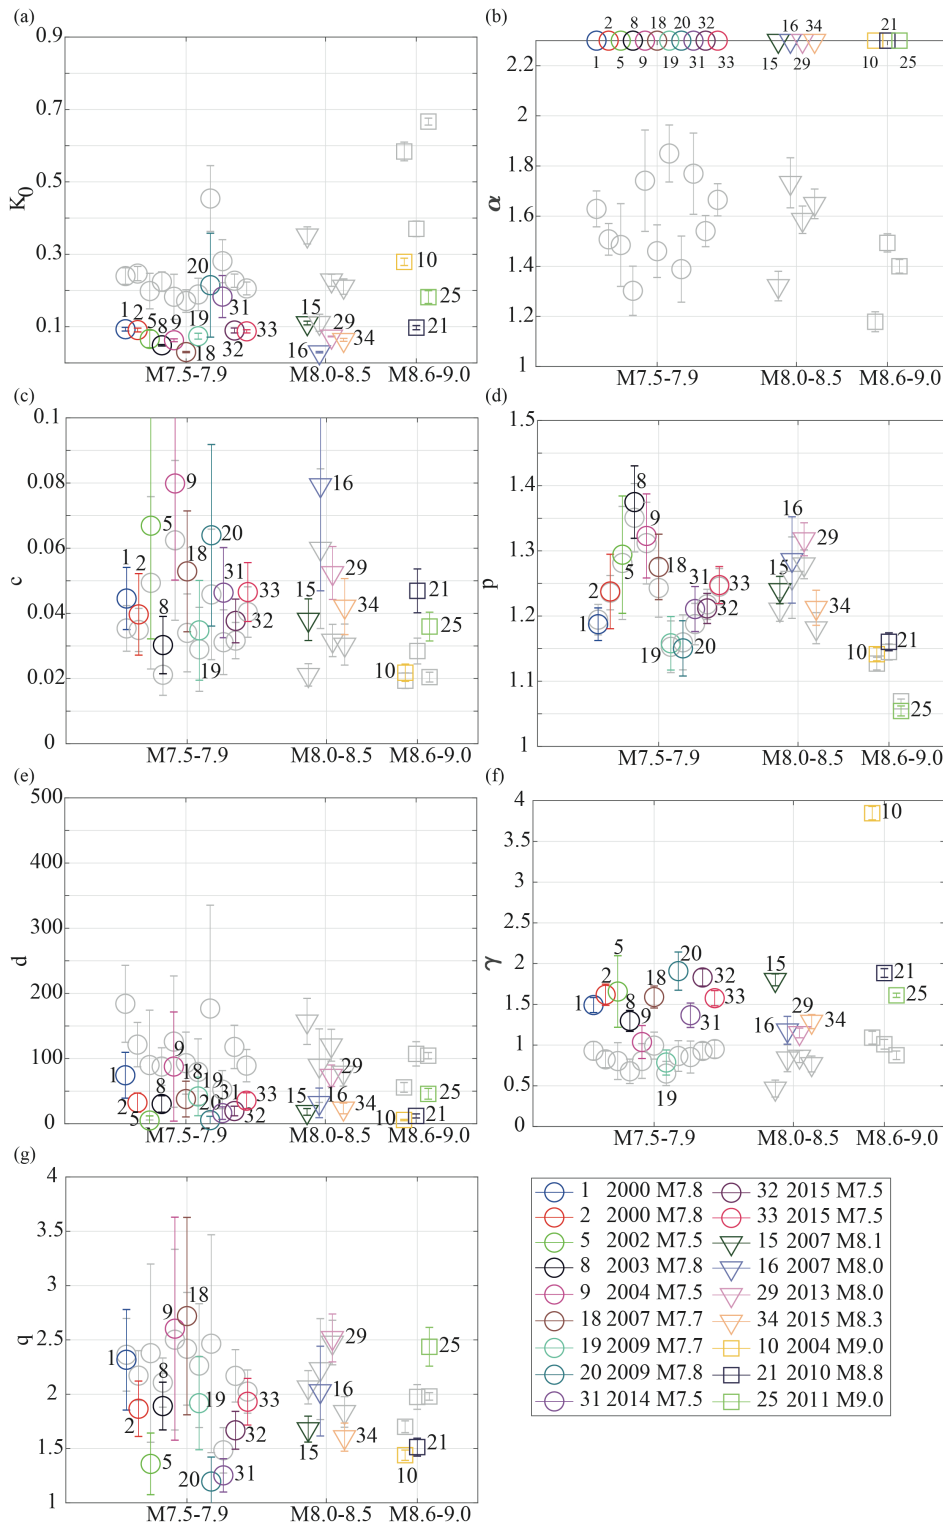 (a)
0.9
0.7
0.5
0.3
0.1
K0
1 2 5 8 9 18 19 20 31 32 33
15 16 29 34
10 21 25
M7.5-7.9 M8.0-8.5 M8.6-9.0
(b)
2.2
2
1.8
1.6
1.4
1.2
1
α
2 8 18 20 32 16 34 21
1 5 9 19 31 33 15 29 10 25
M7.5-7.9 M8.0-8.5 M8.6-9.0
(c)
0.1
0.08
0.06
0.04
0.02
0
c
1 2 5 8 9 18 19 20 31 32 33
15 16 29 34
10 21 25
M7.5-7.9 M8.0-8.5 M8.6-9.0
(d)
1.5
1.4
1.3
1.2
1.1
1
p
1 2 5 8 9 18 19 20 31 32 33
15 16 29 34
10 21 25
M7.5-7.9 M8.0-8.5 M8.6-9.0
(e)
500
400
300
200
100
0
d
1 2 5 8 9 18 19 20 31 32 33
15 16 29 34
10 21 25
M7.5-7.9 M8.0-8.5 M8.6-9.0
(f)
4
3.5
3
2.5
2
1.5
1
0.5
0
γ
1 2 5 8 9 18 19 20 31 32 33
15 16 29 34
10 21 25
M7.5-7.9 M8.0-8.5 M8.6-9.0
(g)
4
3.5
3
2.5
2
1.5
1
q
1 2 5 8 9 18 19 20 31 32 33
15 16 29 34
10 21 25
M7.5-7.9 M8.0-8.5 M8.6-9.0
1 2000 M7.8
2 2000 M7.8
5 2002 M7.5
8 2003 M7.8
9 2004 M7.5
18 2007 M7.7
19 2009 M7.7
20 2009 M7.8
31 2014 M7.5
32 2015 M7.5
33 2015 M7.5
15 2007 M8.1
16 2007 M8.0
29 2013 M8.0
34 2015 M8.3
10 2004 M9.0
21 2010 M8.8
25 2011 M9.0